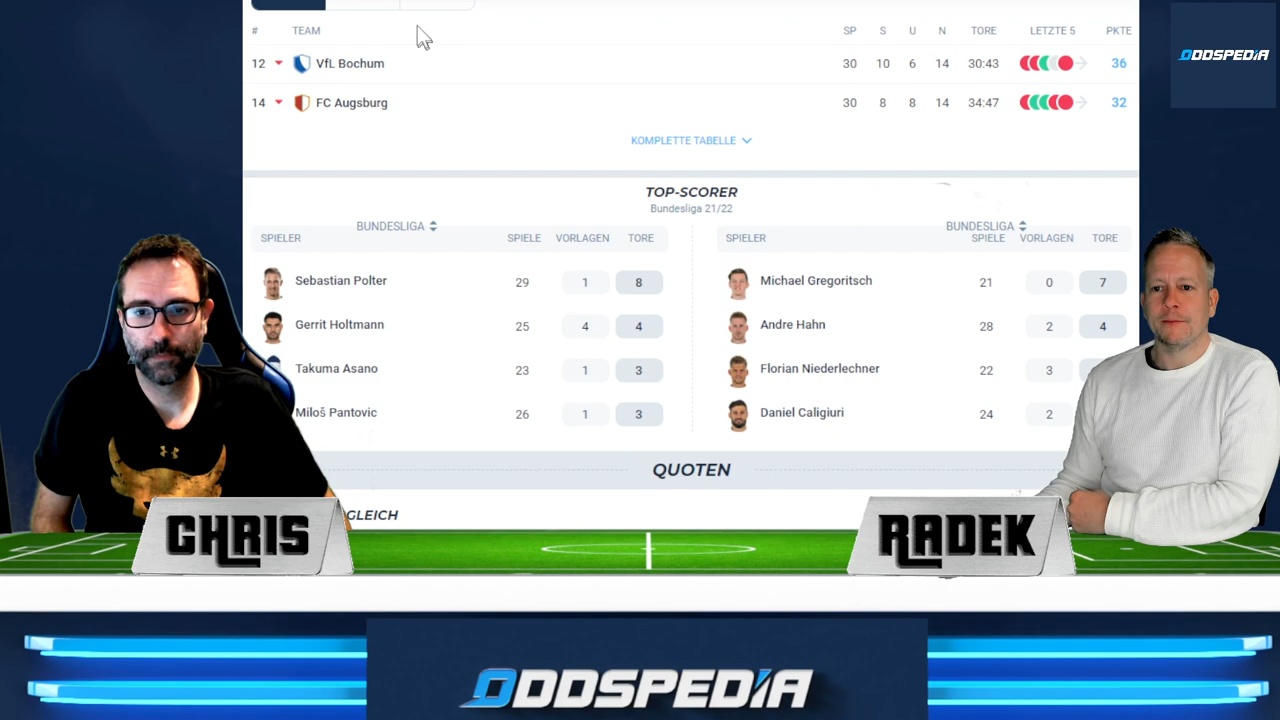 # TEAM SP S U N TORE LETZTE 5 PKTE
12 VfL Bochum 30 10 6 14 30:43 36
14 FC Augsburg 30 8 8 14 34:47 32
ODDSPEDIA
KOMPLETTE TABELLE
TOP-SCORER
Bundesliga 21/22
BUNDESLIGA
SPIELER SPIELE VORLAGEN TORE
Sebastian Polter 29 1 8
Gerrit Holtmann 25 4 4
Takuma Asano 23 1 3
Miloš Pantovic 26 1 3
BUNDESLIGA
SPIELER SPIELE VORLAGEN TORE
Michael Gregoritsch 21 0 7
Andre Hahn 28 2 4
Florian Niederlechner 22 3
Daniel Caligiuri 24 2
QUOTEN
GLEICH
CHRIS
RADEK
ODDSPEDIA